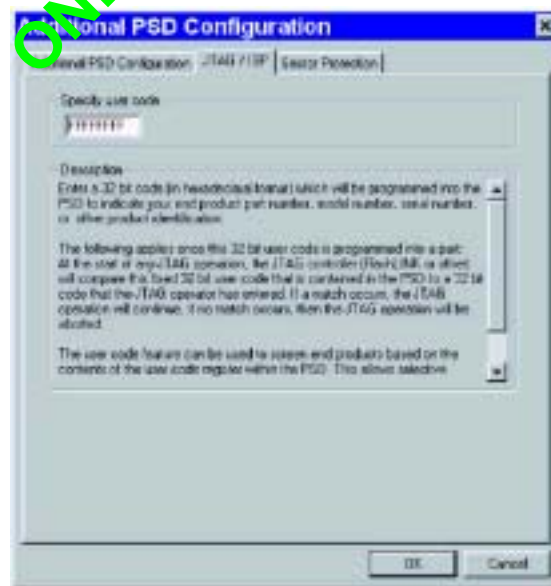 Additional PSD Configuration
Additional PSD Configuration JTAG / ISP Sector Protection
Specify user code
FFFFFFFF
Description
Enter a 32 bit code (in hexadecimal format) which will be programmed into the
PSD to indicate your end product part number, model number, serial number,
or other product identification.
The following applies once this 32 bit user code is programmed into a part:
At the start of any JTAG operation, the JTAG controller (FlashLINK or other)
will compare this fixed 32 bit user code that is contained in the PSD to a 32 bit
code that the JTAG operator has entered. If a match occurs, the JTAG
operation will continue, if no match occurs, then the JTAG operation will be
aborted.
The user code feature can be used to screen end products based on the
contents of the user code register within the PSD. This allows selective
OK Cancel